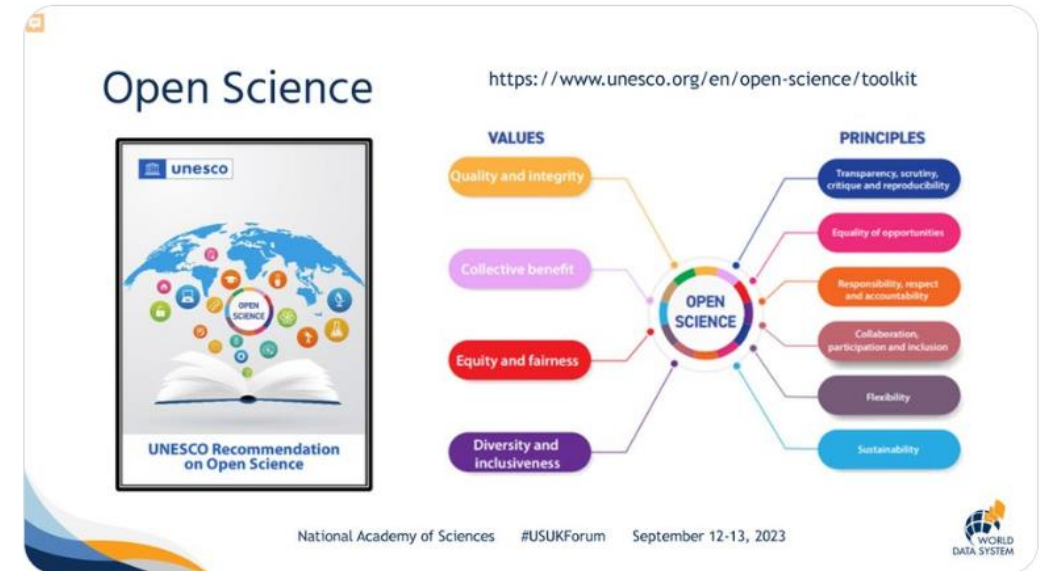 Open Science
https://www.unesco.org/en/open-science/toolkit
unesco
OPEN
SCIENCE
UNESCO Recommendation
on Open Science
VALUES
Quality and integrity
Collective benefit
Equity and fairness
Diversity and
inclusiveness
OPEN
SCIENCE
PRINCIPLES
Transparency, scrutiny,
critique and reproducibility
Equality of opportunities
Responsibility, respect
and accountability
Collaboration,
participation and inclusion
Flexibility
Sustainability
National Academy of Sciences #USUKForum September 12-13, 2023
WORLD
DATA SYSTEM